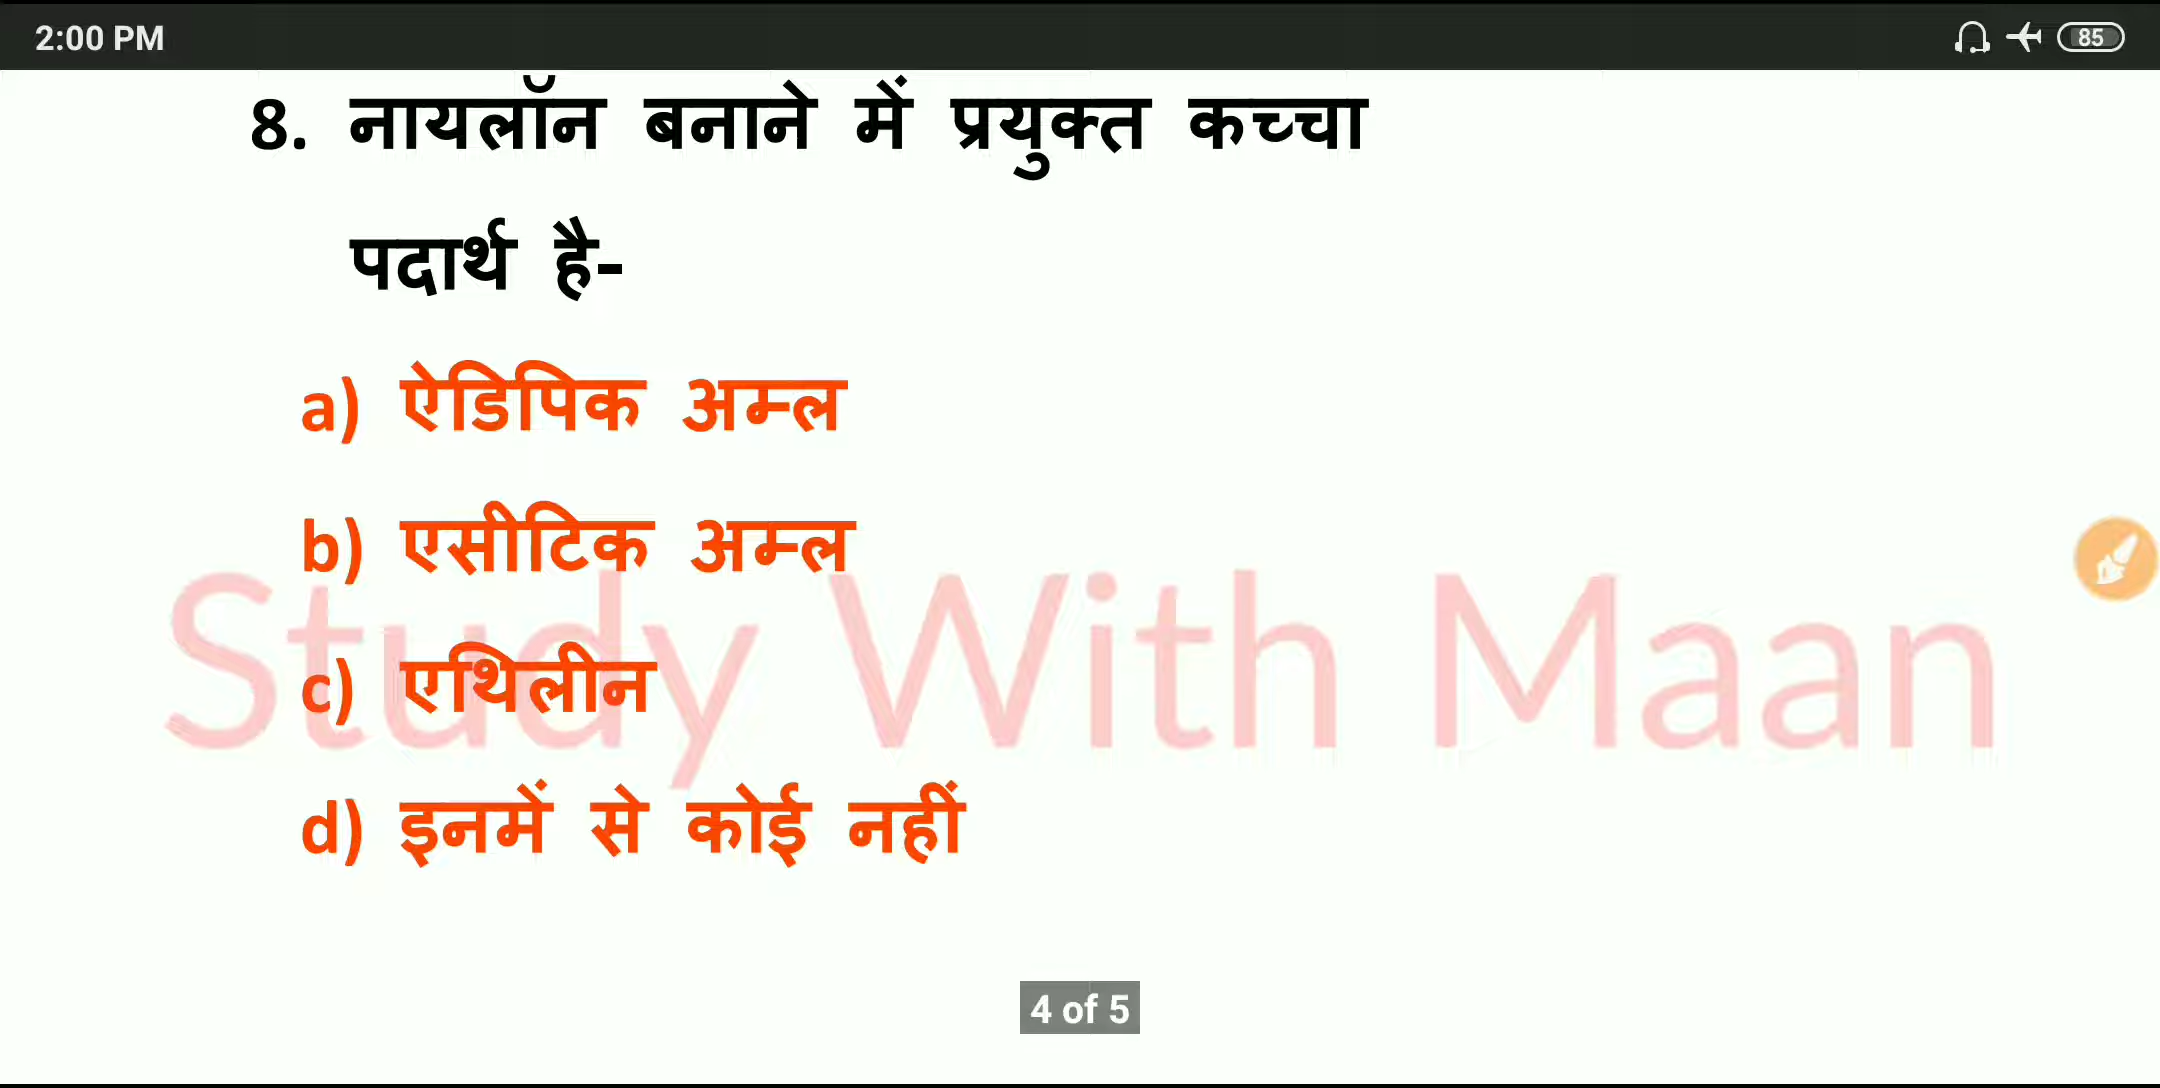 2:00 PM 85
8. नायलॉन बनाने में प्रयुक्त कच्चा
पदार्थ है-
a) ऐडिपिक अम्ल
b) एसीटिक अम्ल
Study With Maan
c) एथिलीन
d) इनमें से कोई नहीं
4 of 5